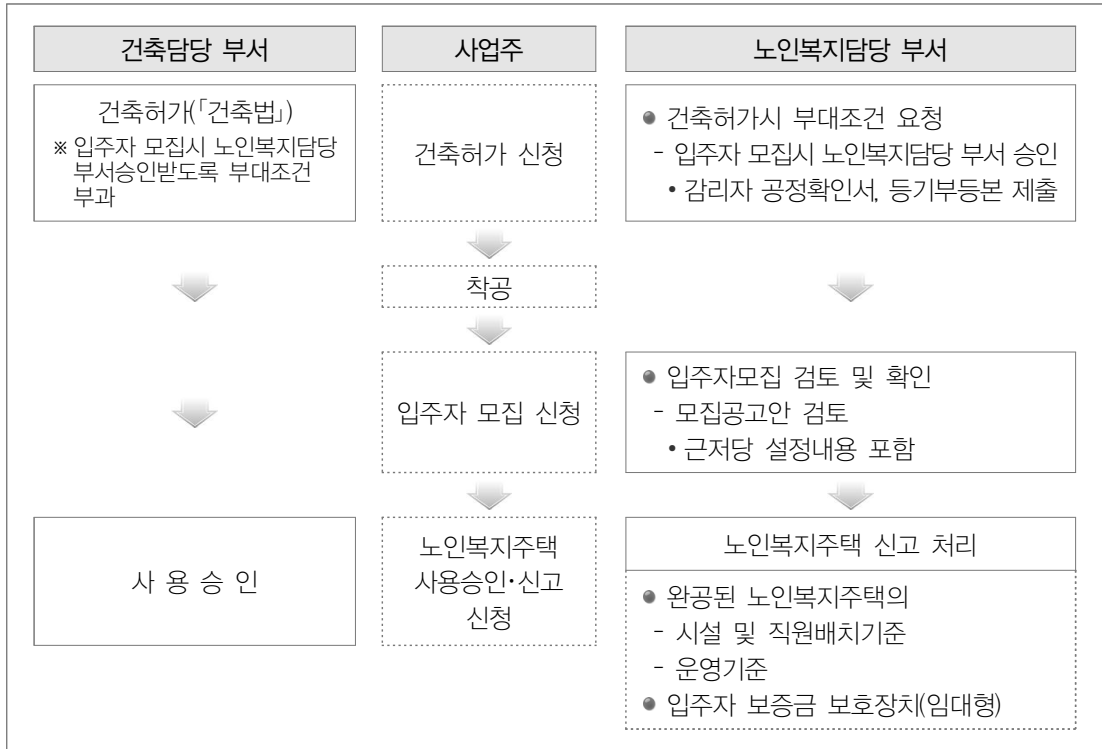 건축담당 부서
사업주
노인복지담당 부서
건축허가(「건축법」)
※ 입주자 모집시 노인복지담당
부서승인받도록 부대조건
부과
건축허가 신청
● 건축허가시 부대조건 요청
- 입주자 모집시 노인복지담당 부서 승인
• 감리자 공정확인서, 등기부등본 제출
착공
입주자 모집 신청
● 입주자모집 검토 및 확인
- 모집공고안 검토
• 근저당 설정내용 포함
사 용 승 인
노인복지주택
사용승인·신고
신청
노인복지주택 신고 처리
● 완공된 노인복지주택의
- 시설 및 직원배치기준
- 운영기준
● 입주자 보증금 보호장치(임대형)